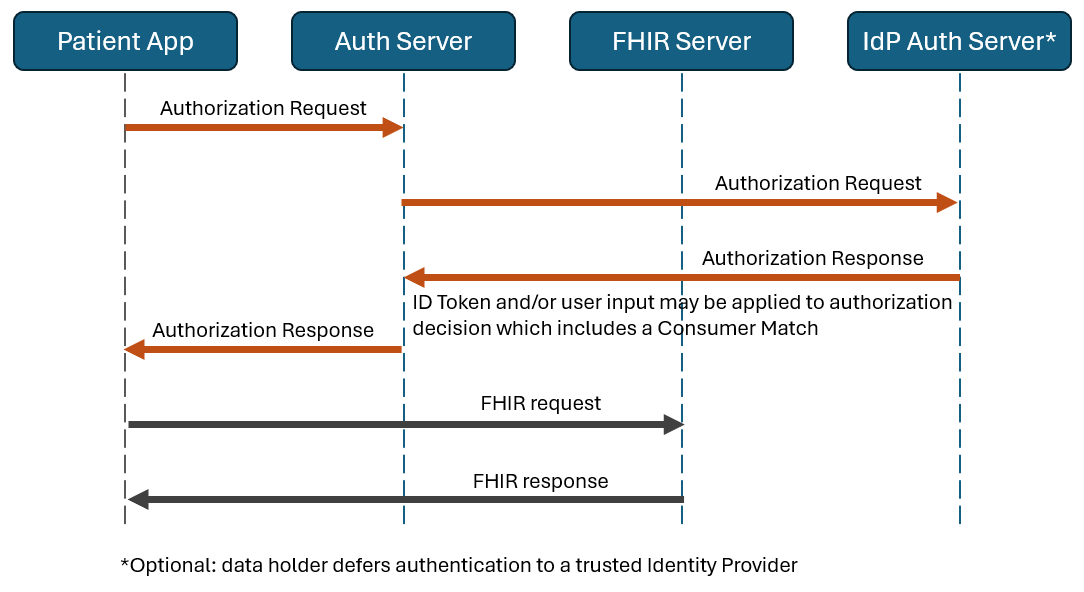 Patient App
Auth Server
FHIR Server
IdP Auth Server*
Authorization Request
Authorization Request
Authorization Response
ID Token and/or user input may be applied to authorization
decision which includes a Consumer Match
Authorization Response
FHIR request
FHIR response
*Optional: data holder defers authentication to a trusted Identity Provider